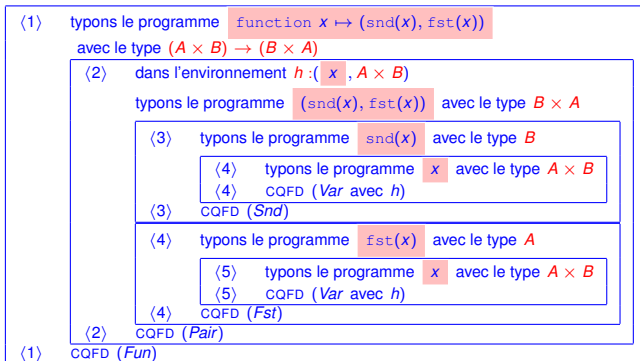 ⟨1⟩ typons le programme function x ↦ (snd(x), fst(x))
avec le type (A × B) → (B × A)
⟨2⟩ dans l'environnement h :( x , A × B)
typons le programme (snd(x), fst(x)) avec le type B × A
⟨3⟩ typons le programme snd(x) avec le type B
⟨4⟩ typons le programme x avec le type A × B
⟨4⟩ CQFD (Var avec h)
⟨3⟩ CQFD (Snd)
⟨4⟩ typons le programme fst(x) avec le type A
⟨5⟩ typons le programme x avec le type A × B
⟨5⟩ CQFD (Var avec h)
⟨4⟩ CQFD (Fst)
⟨2⟩ CQFD (Pair)
⟨1⟩ CQFD (Fun)